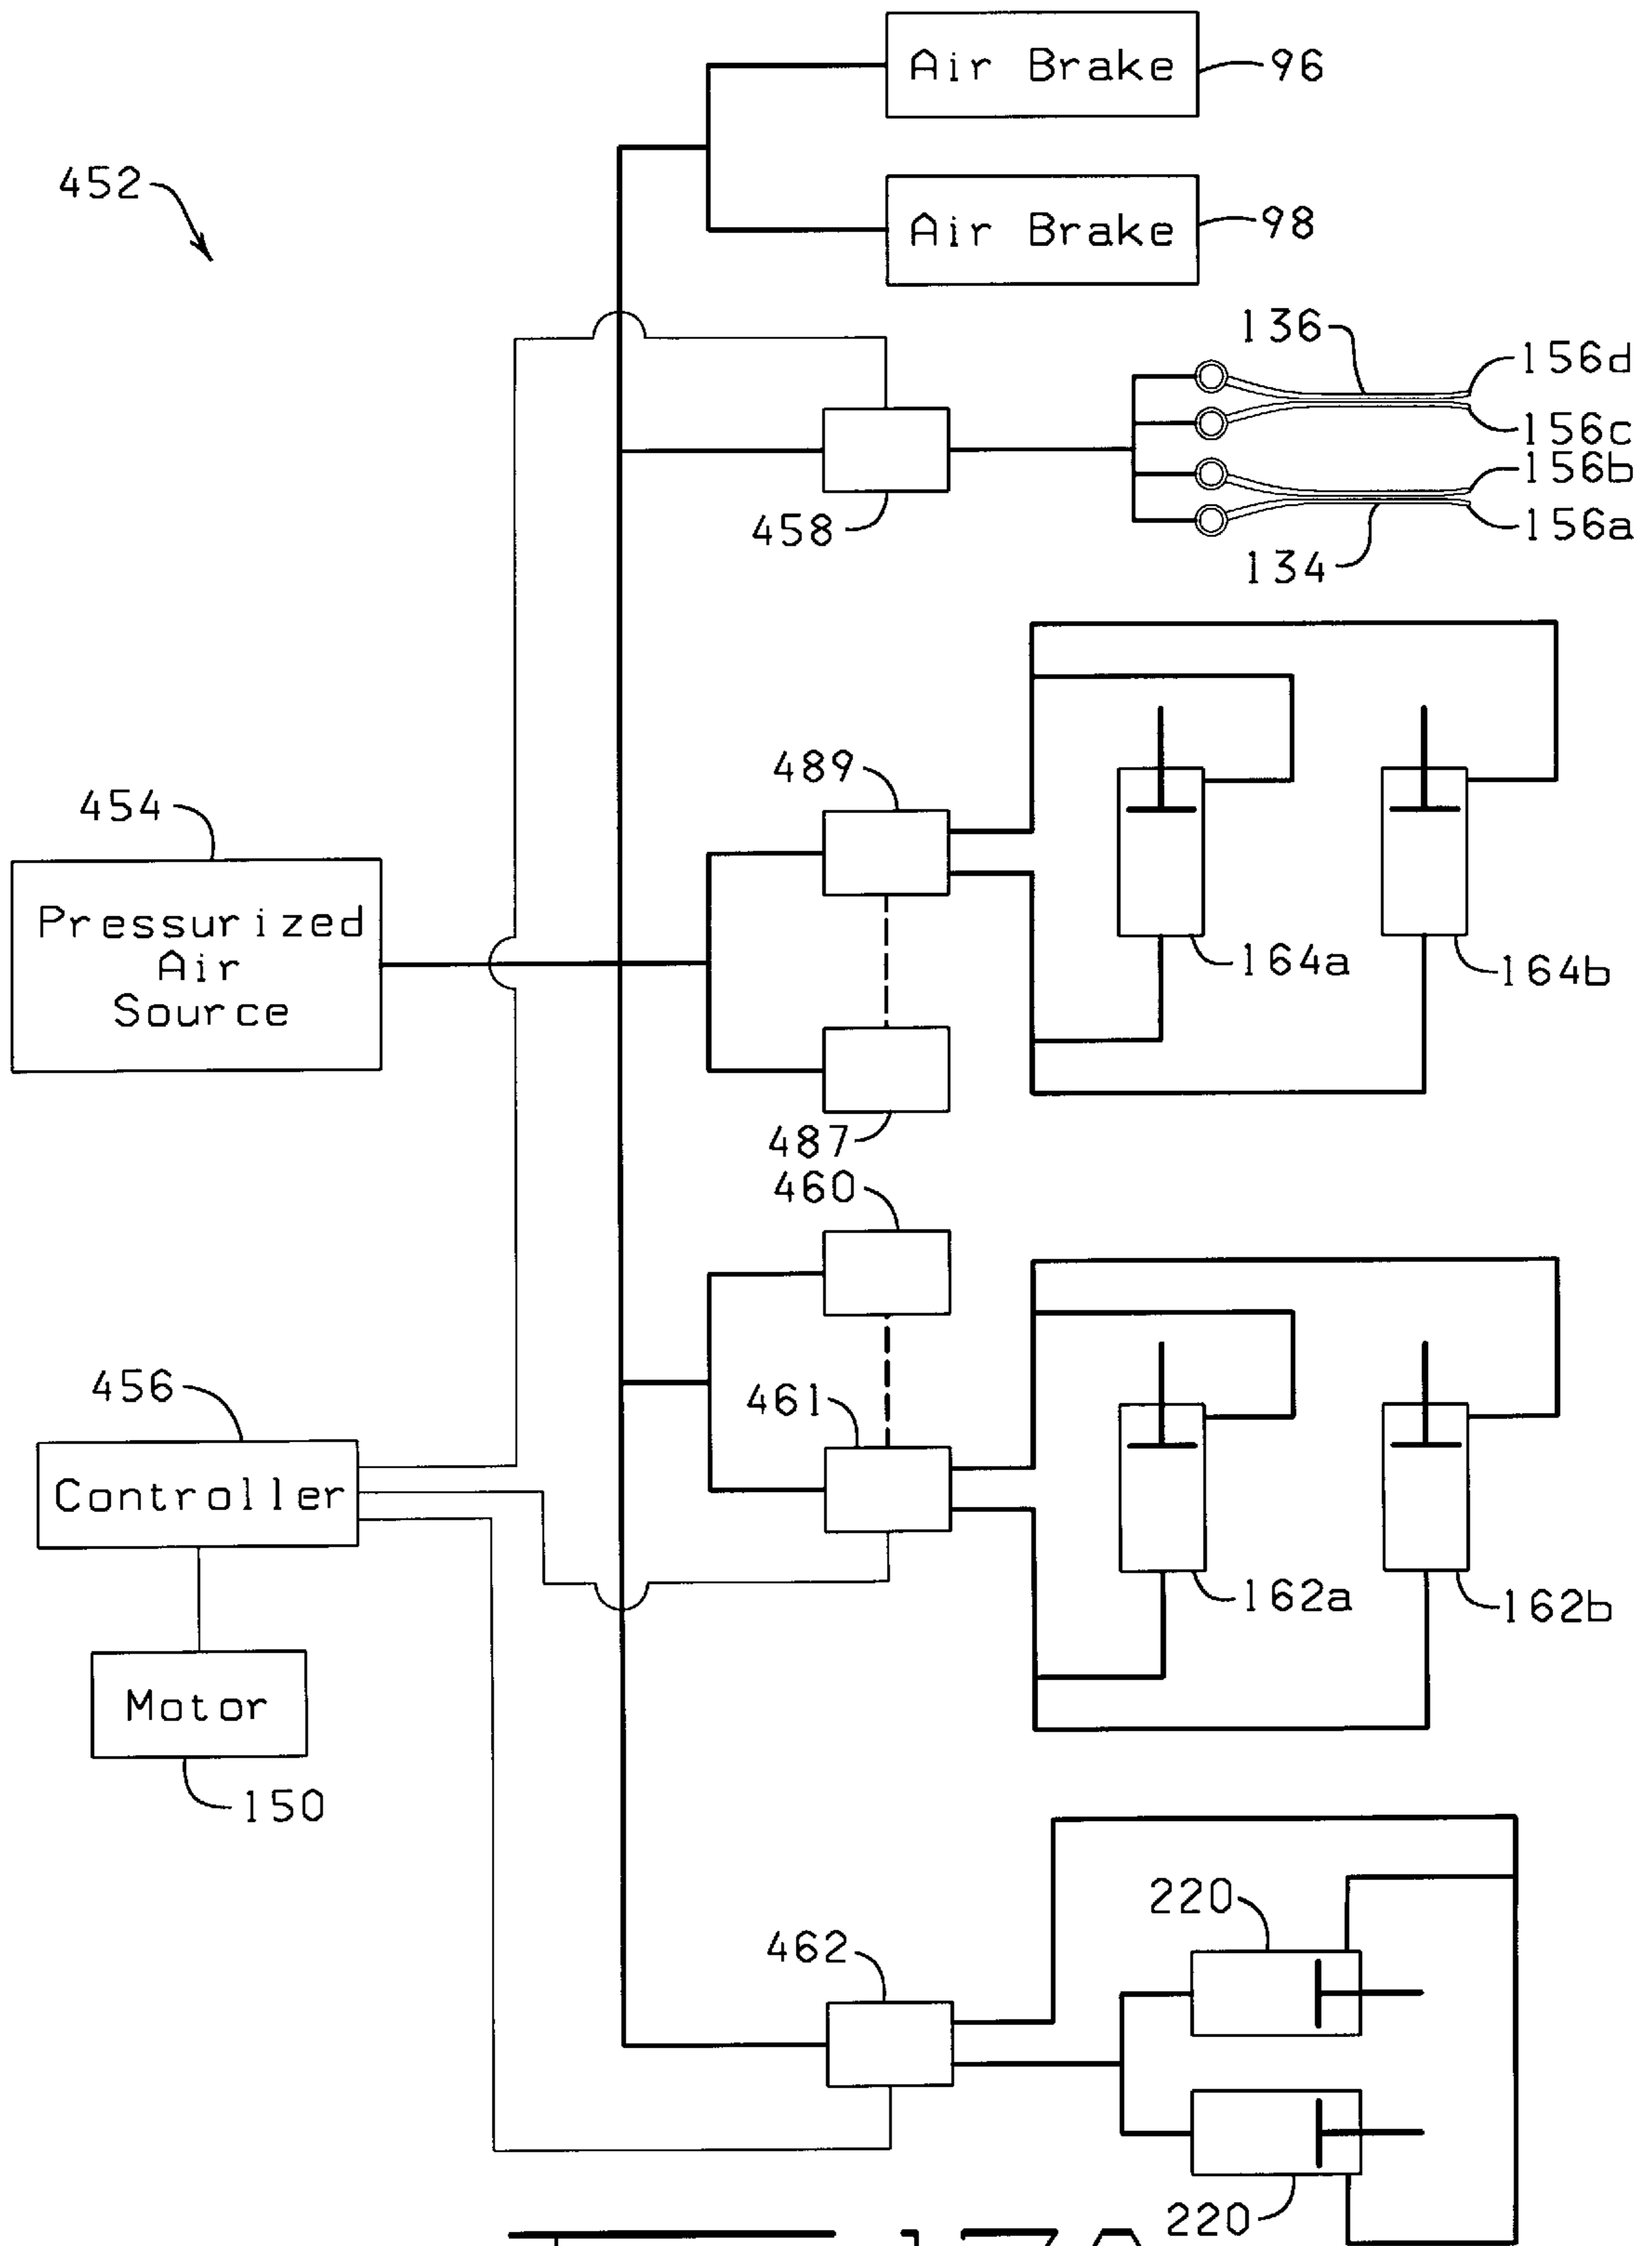 Air Brake
96
452
Air Brake
98
136
156d
156c
156b
458
156a
134
489
454
Pressurized
Air
Source
164a
164b
487
460
456
461
Controller
162a
162b
Motor
150
220
462
220